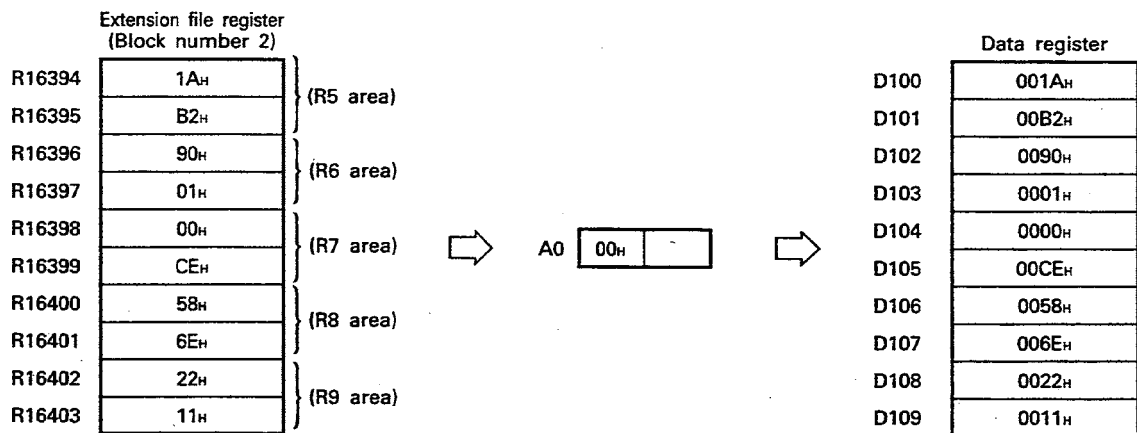 Extension file register
(Block number 2)
Data register
R16394 1AH (R5 area) D100 001AH
R16395 B2H D101 00B2H
R16396 90H (R6 area) D102 0090H
R16397 01H D103 0001H
R16398 00H (R7 area) A0 00H D104 0000H
R16399 CEH D105 00CEH
R16400 58H (R8 area) D106 0058H
R16401 6EH D107 006EH
R16402 22H (R9 area) D108 0022H
R16403 11H D109 0011H